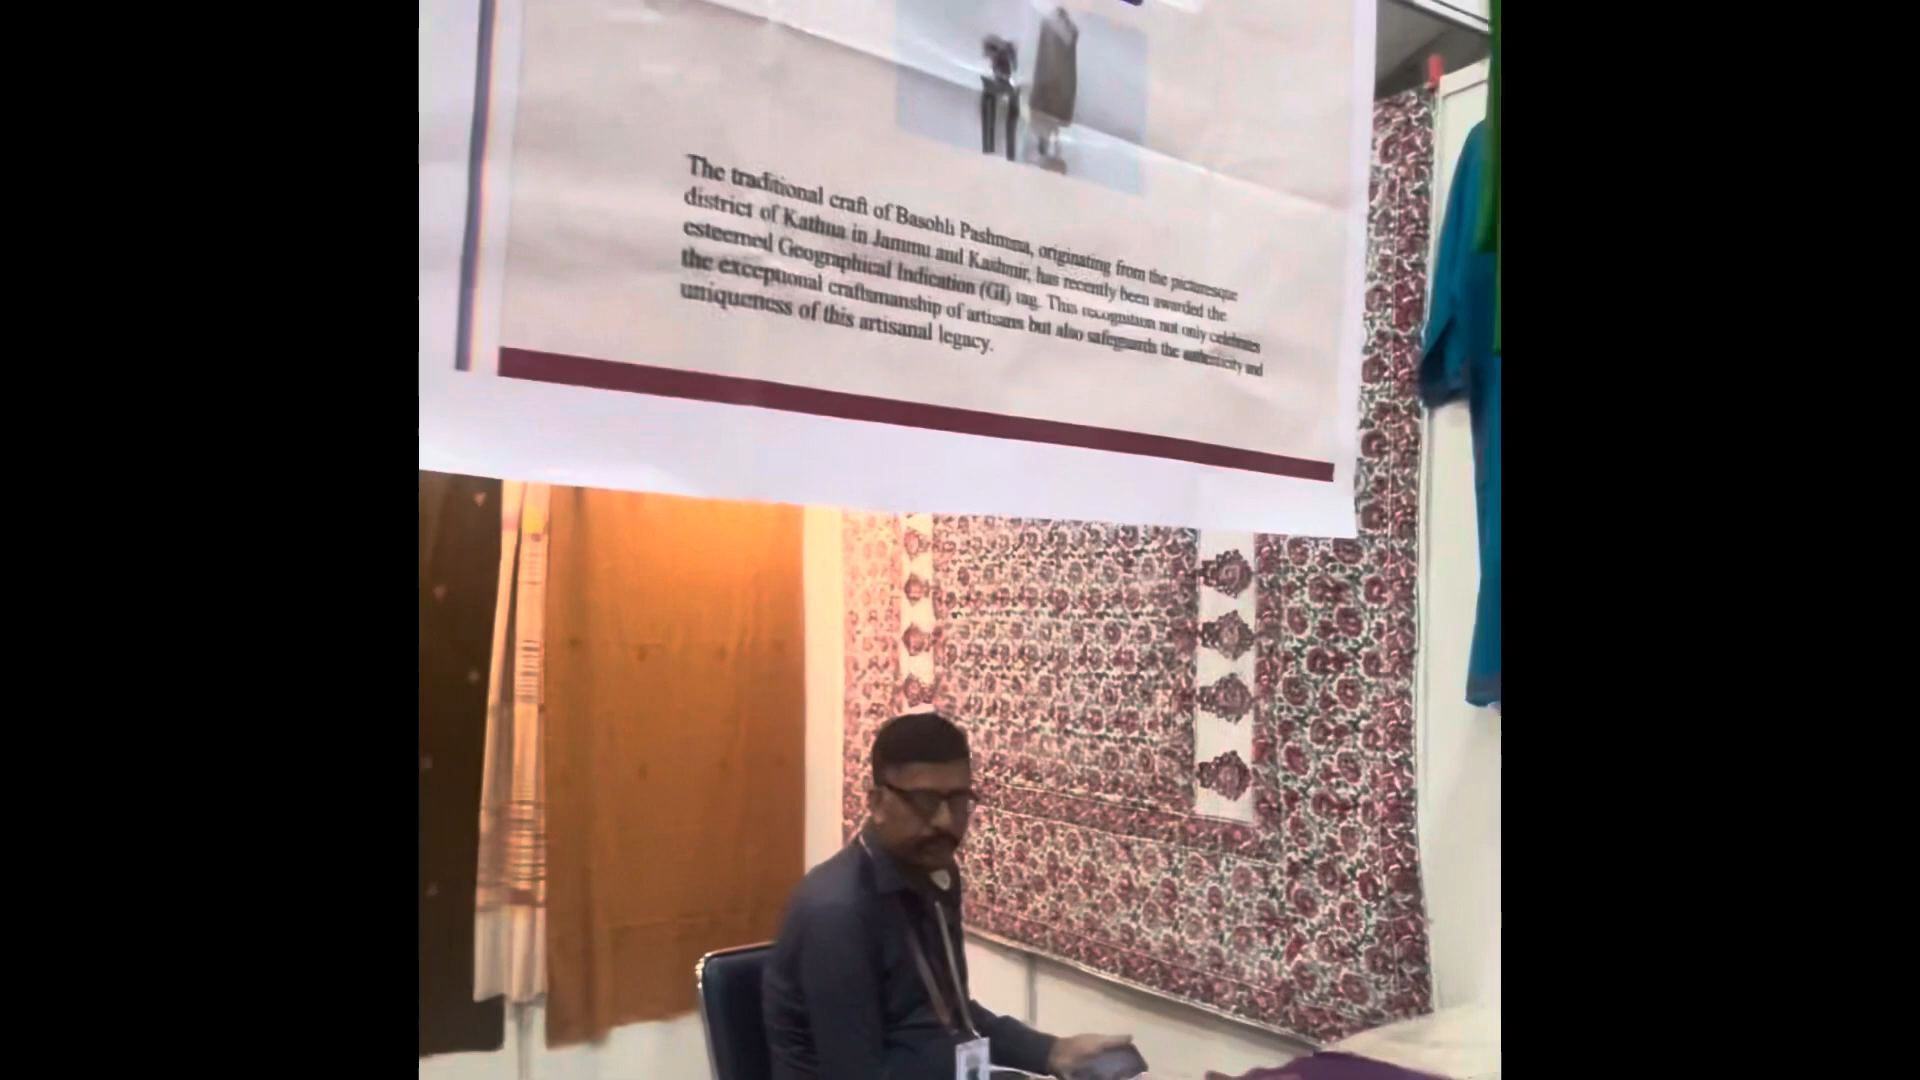 The traditional craft of Basohli Pashmina, originating from the picturesque
district of Kathua in Jammu and Kashmir, has recently been awarded the
esteemed Geographical Indication (GI) tag. This recognition not only celebrates
the exceptional craftsmanship of artisans but also safeguards the authenticity and
uniqueness of this artisanal legacy.